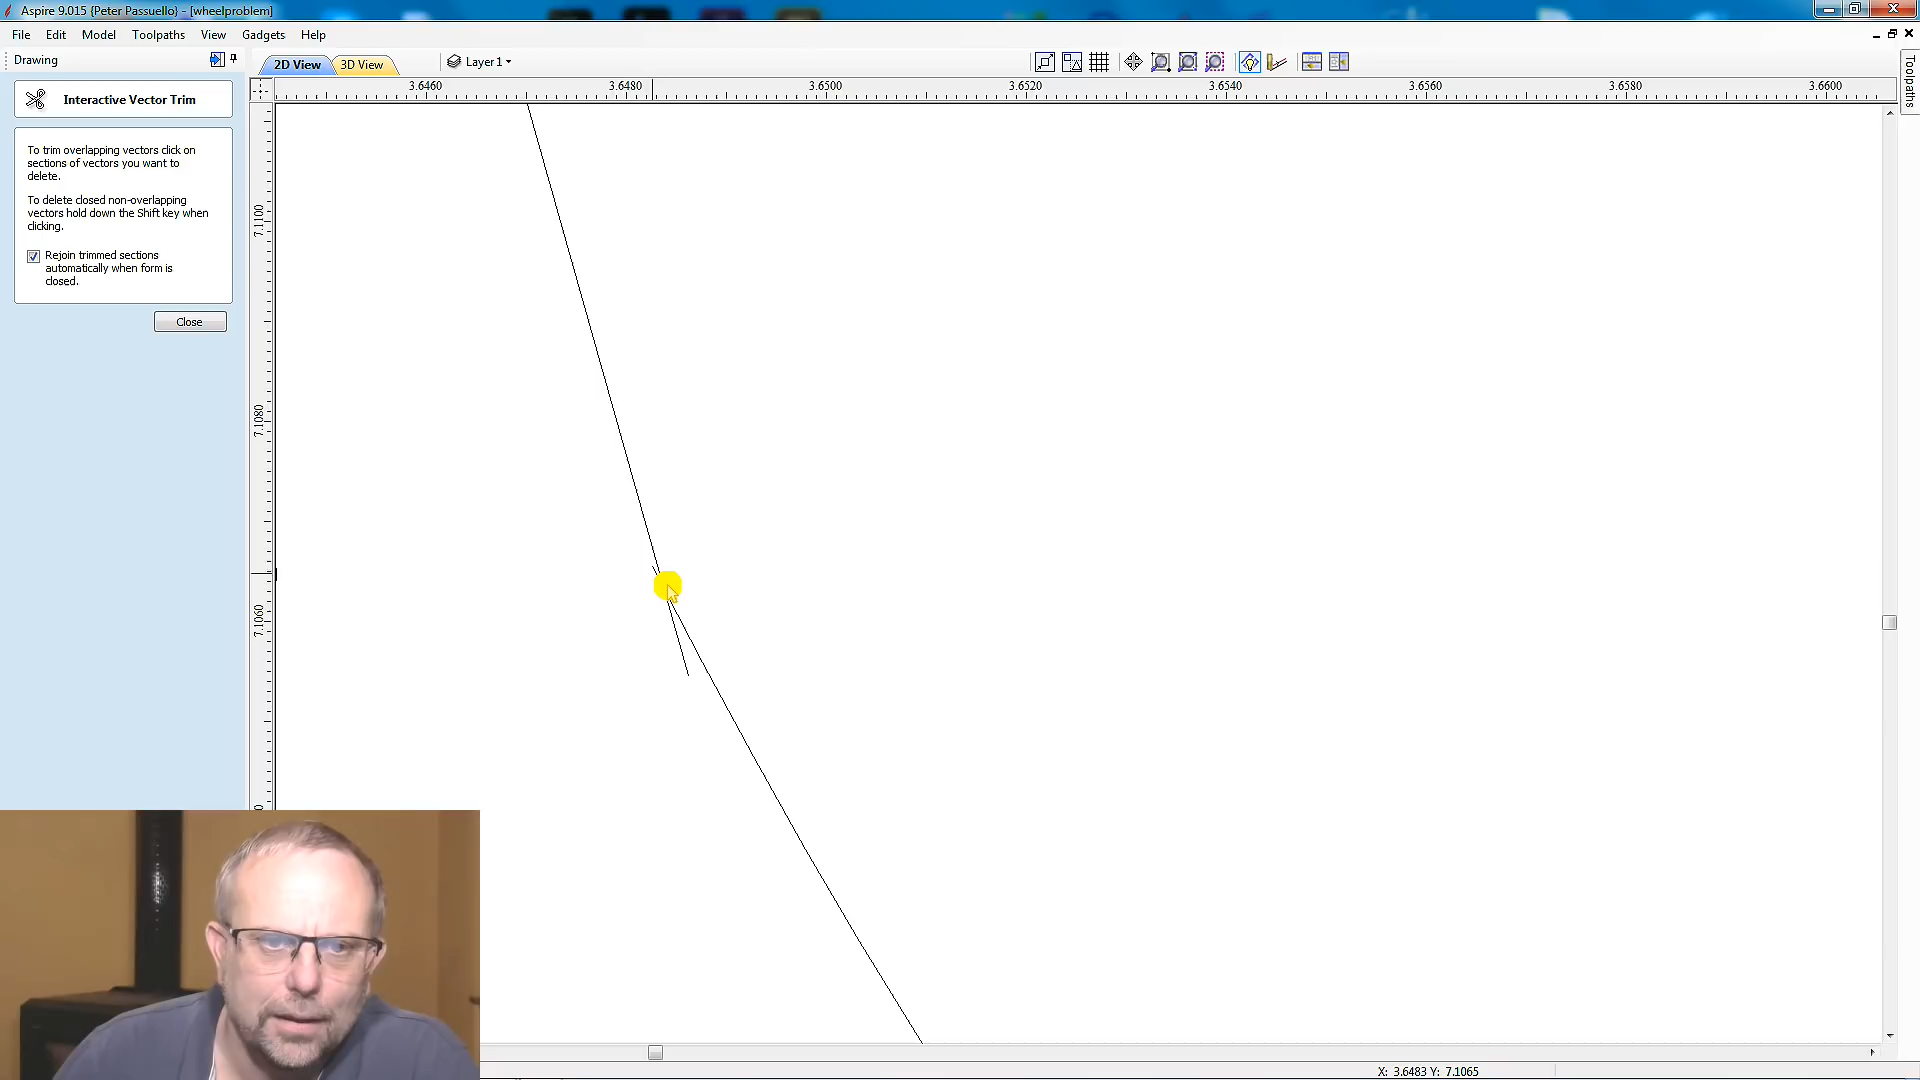 Aspire 9.015 {Peter Passuello} - [wheelproblem]
File Edit Model Toolpaths View Gadgets Help
Drawing
2D View 3D View Layer 1
Toolpaths
Interactive Vector Trim
3.6460 3.6480 3.6500 3.6520 3.6540 3.6560 3.6580 3.6600
To trim overlapping vectors click on
sections of vectors you want to
delete.
To delete closed non-overlapping
vectors hold down the Shift key when
clicking.
Rejoin trimmed sections
automatically when form is
closed.
Close
7.1100
7.1080
7.1060
X: 3.6483 Y: 7.1065